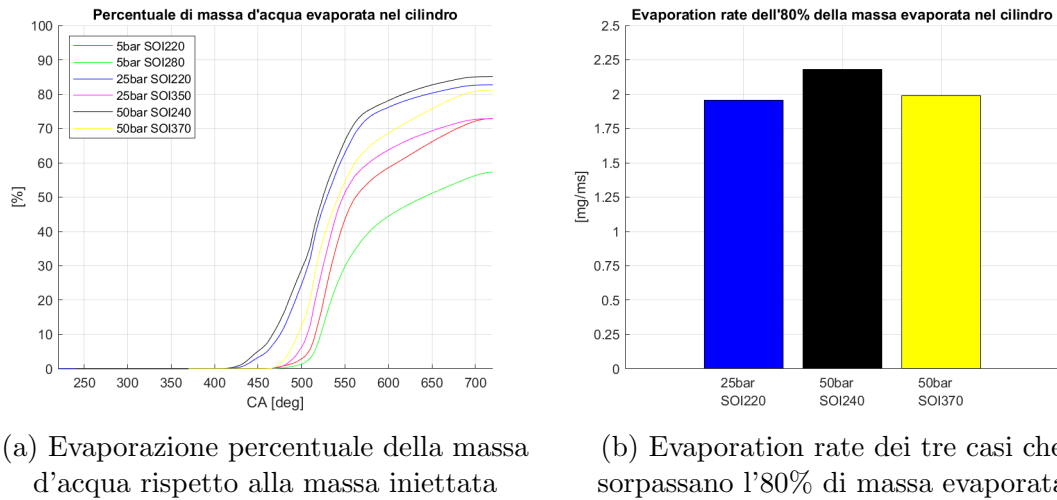 Percentuale di massa d'acqua evaporata nel cilindro
100
90
80
70
60
50
40
30
20
10
0
[%]
5bar SOI220
5bar SOI280
25bar SOI220
25bar SOI350
50bar SOI240
50bar SOI370
250 300 350 400 450 500 550 600 650 700
CA [deg]
(a) Evaporazione percentuale della massa
d'acqua rispetto alla massa iniettata
Evaporation rate dell'80% della massa evaporata nel cilindro
2.5
2.25
2
1.75
1.5
1.25
1
0.75
0.5
0.25
0
[mg/ms]
25bar 50bar 50bar
SOI220 SOI240 SOI370
(b) Evaporation rate dei tre casi che
sorpassano l'80% di massa evaporata